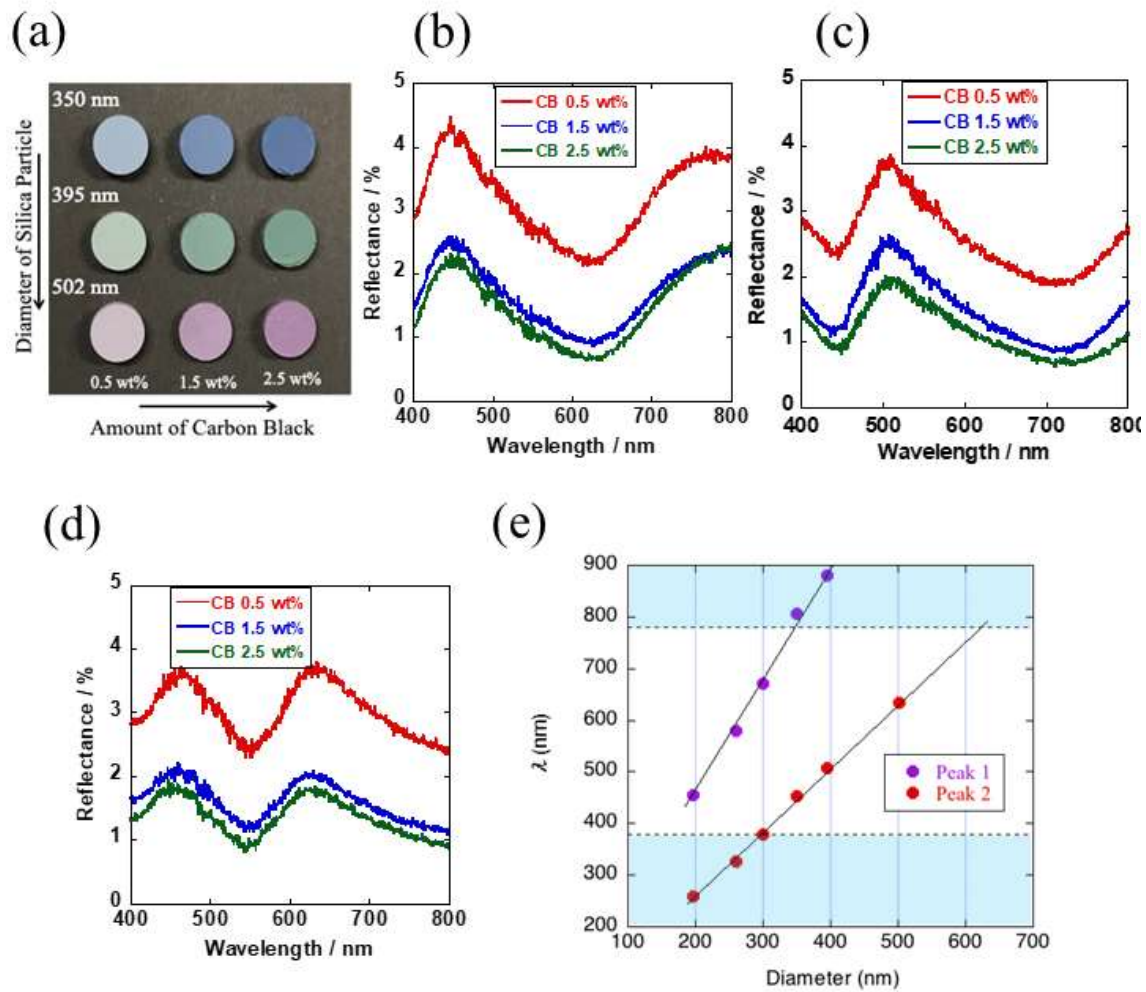 (a)
350 nm
395 nm
502 nm
0.5 wt%
1.5 wt%
2.5 wt%
Diameter of Silica Particle
Amount of Carbon Black
(b)
5
4
3
2
1
0
CB 0.5 wt%
CB 1.5 wt%
CB 2.5 wt%
Reflectance / %
400
500
600
700
800
Wavelength / nm
(c)
5
4
3
2
1
0
CB 0.5 wt%
CB 1.5 wt%
CB 2.5 wt%
Reflectance / %
400
500
600
700
800
Wavelength / nm
(d)
5
4
3
2
1
0
CB 0.5 wt%
CB 1.5 wt%
CB 2.5 wt%
Reflectance / %
400
500
600
700
800
Wavelength / nm
(e)
900
800
700
600
500
400
300
200
λ (nm)
Peak 1
Peak 2
100
200
300
400
500
600
700
Diameter (nm)